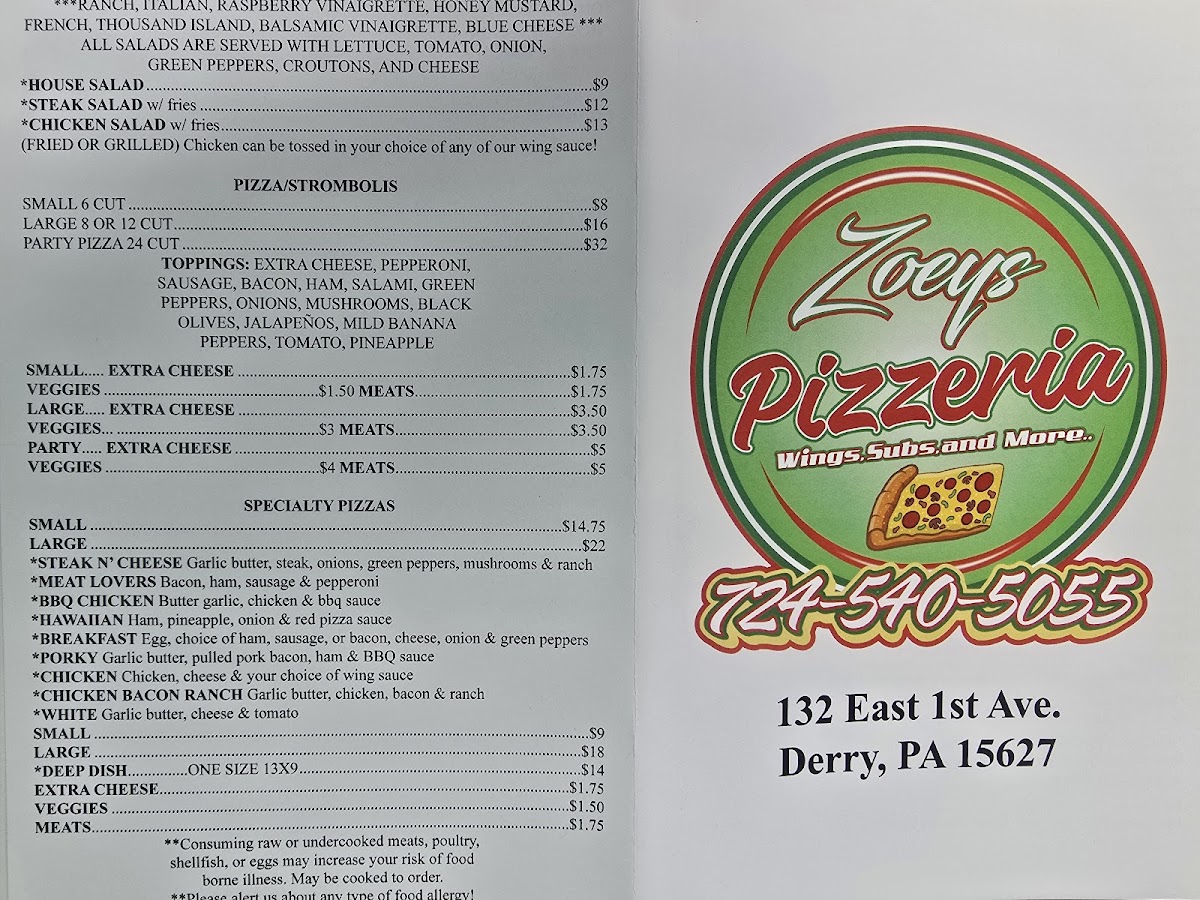 ***RANCH, ITALIAN, RASPBERRY VINAIGRETTE, HONEY MUSTARD,
FRENCH, THOUSAND ISLAND, BALSAMIC VINAIGRETTE, BLUE CHEESE ***
ALL SALADS ARE SERVED WITH LETTUCE, TOMATO, ONION,
GREEN PEPPERS, CROUTONS, AND CHEESE
*HOUSE SALAD.....$9
*STEAK SALAD w/ fries.....$12
*CHICKEN SALAD w/ fries.....$13
(FRIED OR GRILLED) Chicken can be tossed in your choice of any of our wing sauce!
PIZZA/STROMBOLIS
SMALL 6 CUT.....$8
LARGE 8 OR 12 CUT.....$16
PARTY PIZZA 24 CUT.....$32
TOPPINGS: EXTRA CHEESE, PEPPERONI,
SAUSAGE, BACON, HAM, SALAMI, GREEN
PEPPERS, ONIONS, MUSHROOMS, BLACK
OLIVES, JALAPEÑOS, MILD BANANA
PEPPERS, TOMATO, PINEAPPLE
SMALL..... EXTRA CHEESE.....$1.75
VEGGIES.....$1.50 MEATS.....$1.75
LARGE..... EXTRA CHEESE.....$3.50
VEGGIES.....$3 MEATS.....$3.50
PARTY..... EXTRA CHEESE.....$5
VEGGIES.....$4 MEATS.....$5
SPECIALTY PIZZAS
SMALL.....$14.75
LARGE.....$22
*STEAK N' CHEESE Garlic butter, steak, onions, green peppers, mushrooms & ranch
*MEAT LOVERS Bacon, ham, sausage & pepperoni
*BBQ CHICKEN Butter garlic, chicken & bbq sauce
*HAWAIIAN Ham, pineapple, onion & red pizza sauce
*BREAKFAST Egg, choice of ham, sausage, or bacon, cheese, onion & green peppers
*PORKY Garlic butter, pulled pork bacon, ham & BBQ sauce
*CHICKEN Chicken, cheese & your choice of wing sauce
*CHICKEN BACON RANCH Garlic butter, chicken, bacon & ranch
*WHITE Garlic butter, cheese & tomato
SMALL.....$9
LARGE.....$18
*DEEP DISH.....ONE SIZE 13X9.....$14
EXTRA CHEESE.....$1.75
VEGGIES.....$1.50
MEATS.....$1.75
**Consuming raw or undercooked meats, poultry,
shellfish, or eggs may increase your risk of food
borne illness. May be cooked to order.
**Please alert us about any type of food allergy!
Zoeys
Pizzeria
Wings,Subs,and More..
724-540-5055
132 East 1st Ave.
Derry, PA 15627